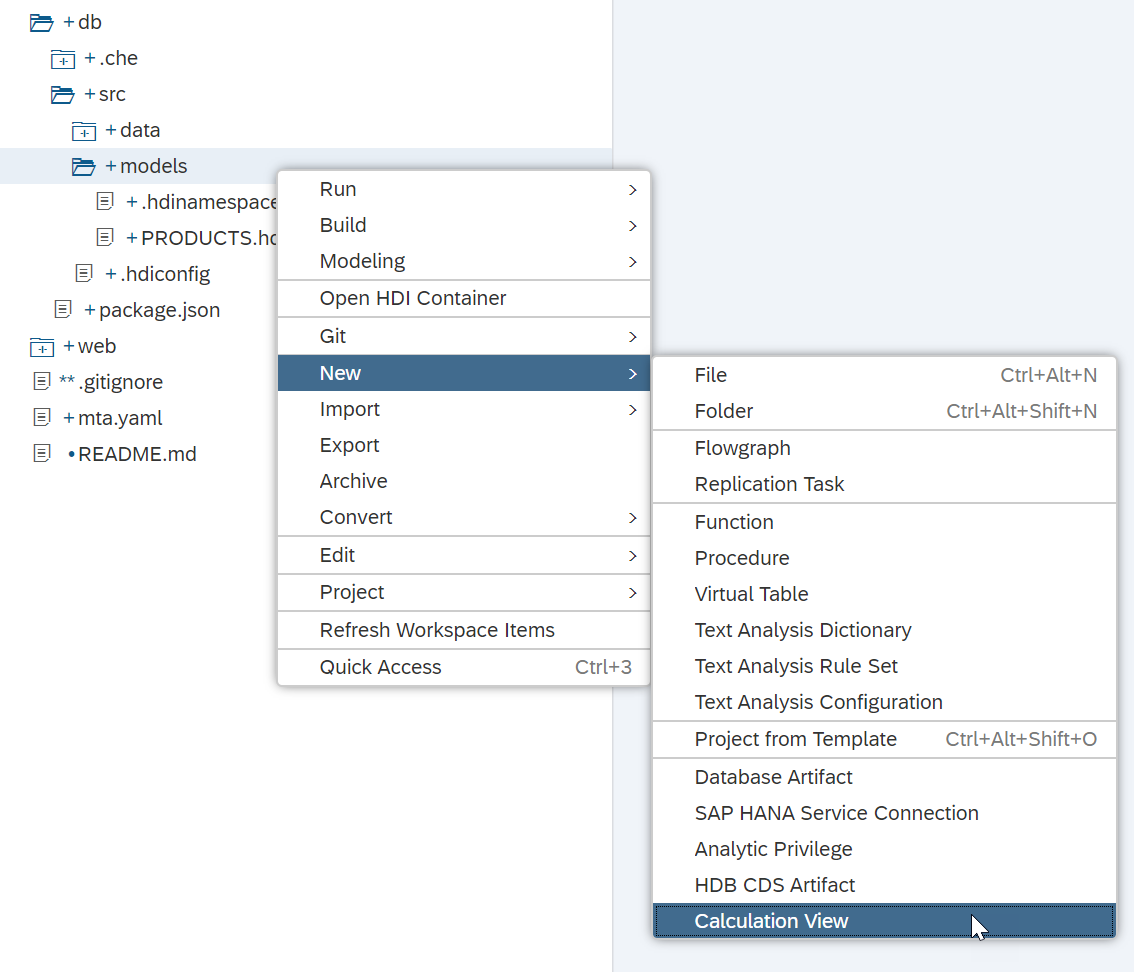 +db
+.che
+src
+data
+models
+.hdinamespace
+PRODUCTS.hd
+.hdiconfig
+package.json
+web
**.gitignore
+mta.yaml
•README.md
Run >
Build >
Modeling >
Open HDI Container
Git >
New >
Import >
Export
Archive
Convert >
Edit >
Project >
Refresh Workspace Items
Quick Access Ctrl+3
File Ctrl+Alt+N
Folder Ctrl+Alt+Shift+N
Flowgraph
Replication Task
Function
Procedure
Virtual Table
Text Analysis Dictionary
Text Analysis Rule Set
Text Analysis Configuration
Project from Template Ctrl+Alt+Shift+O
Database Artifact
SAP HANA Service Connection
Analytic Privilege
HDB CDS Artifact
Calculation View